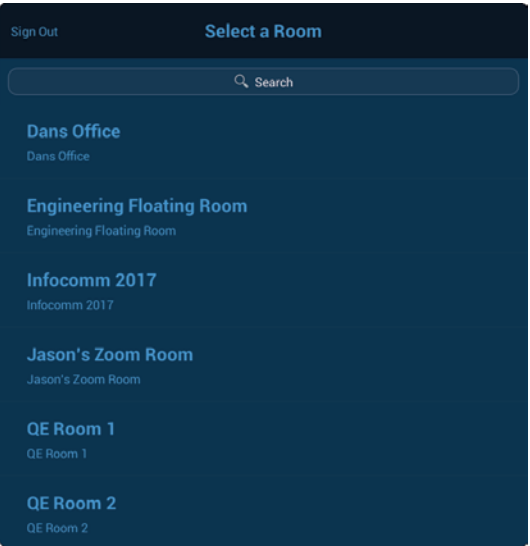 Sign Out
Select a Room
Search
Dans Office
Dans Office
Engineering Floating Room
Engineering Floating Room
Infocomm 2017
Infocomm 2017
Jason's Zoom Room
Jason's Zoom Room
QE Room 1
QE Room 1
QE Room 2
QE Room 2